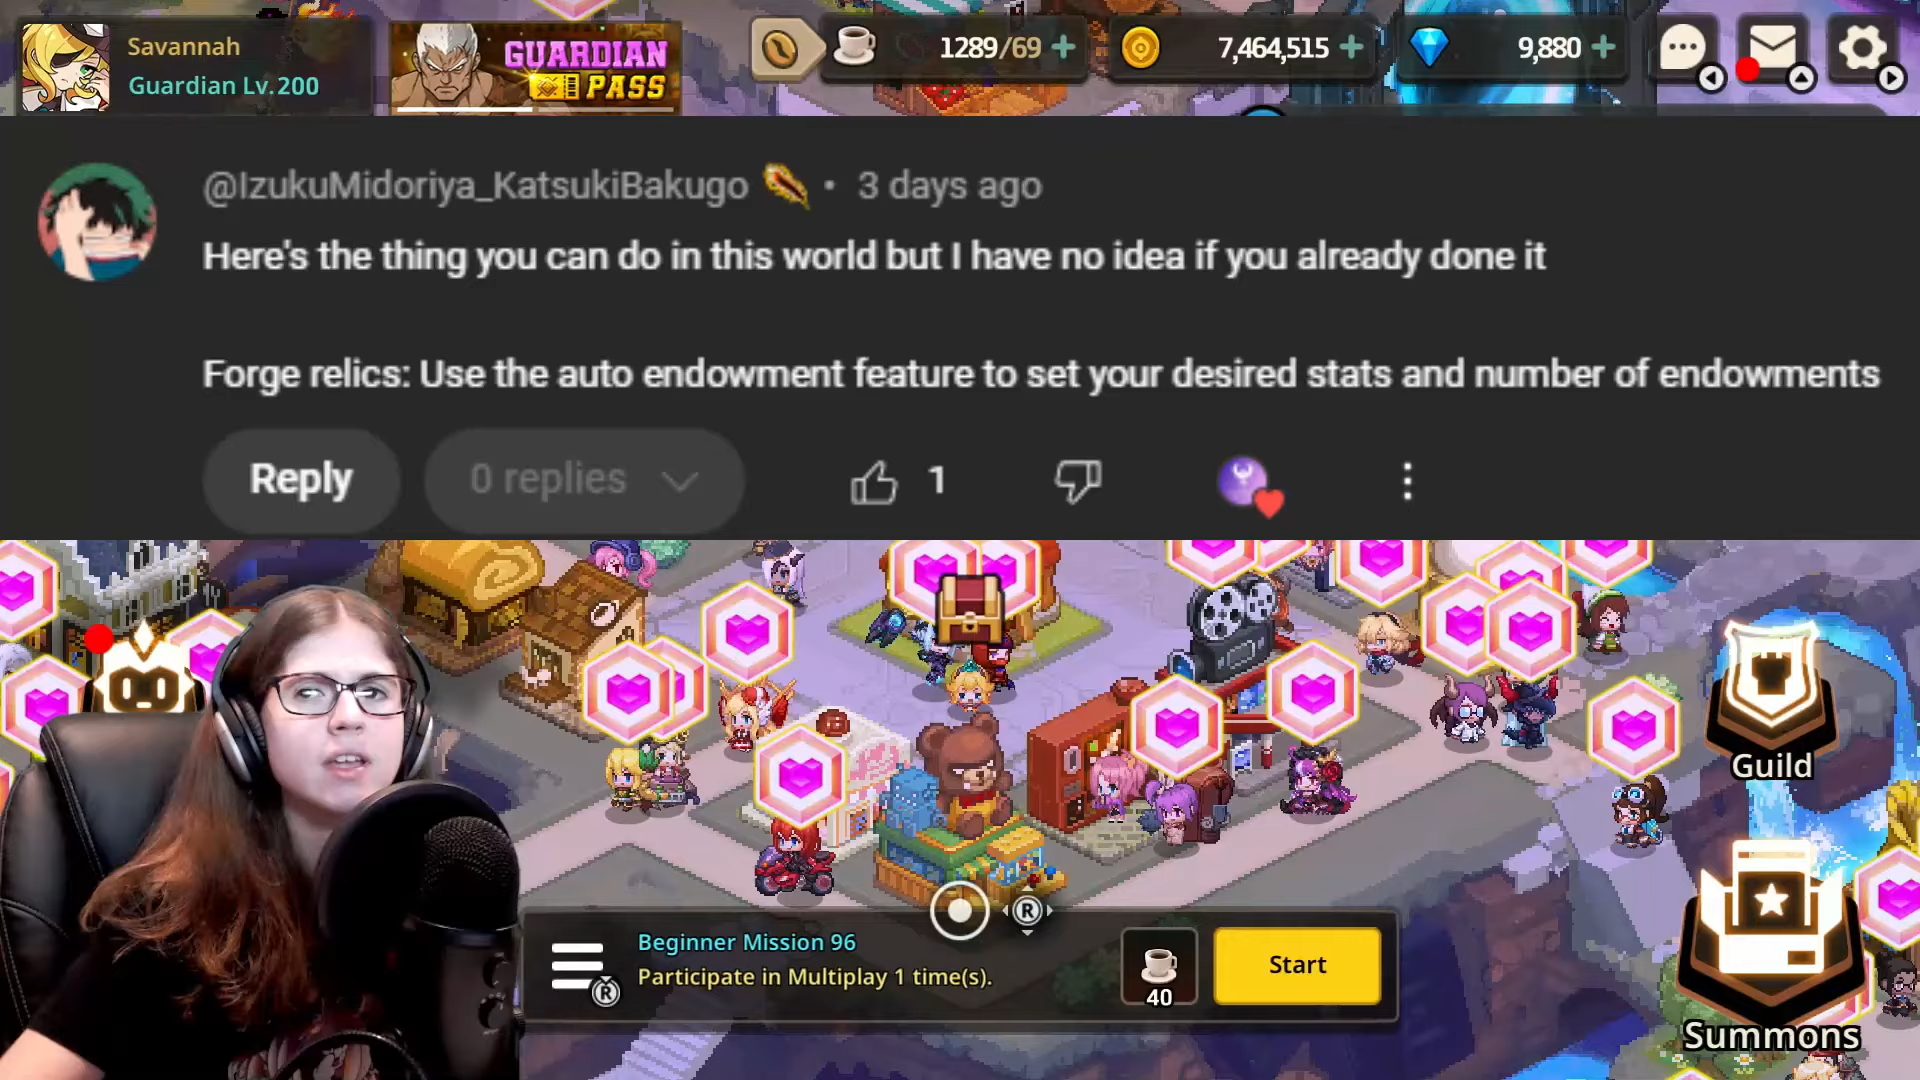 Savannah
Guardian Lv.200
GUARDIAN
PASS
1289/69 +
7,464,515 +
9,880 +
@IzukuMidoriya_KatsukiBakugo • 3 days ago
Here's the thing you can do in this world but I have no idea if you already done it
Forge relics: Use the auto endowment feature to set your desired stats and number of endowments
Reply
0 replies
1
Guild
R
Beginner Mission 96
Participate in Multiplay 1 time(s).
R
40
Start
Summons